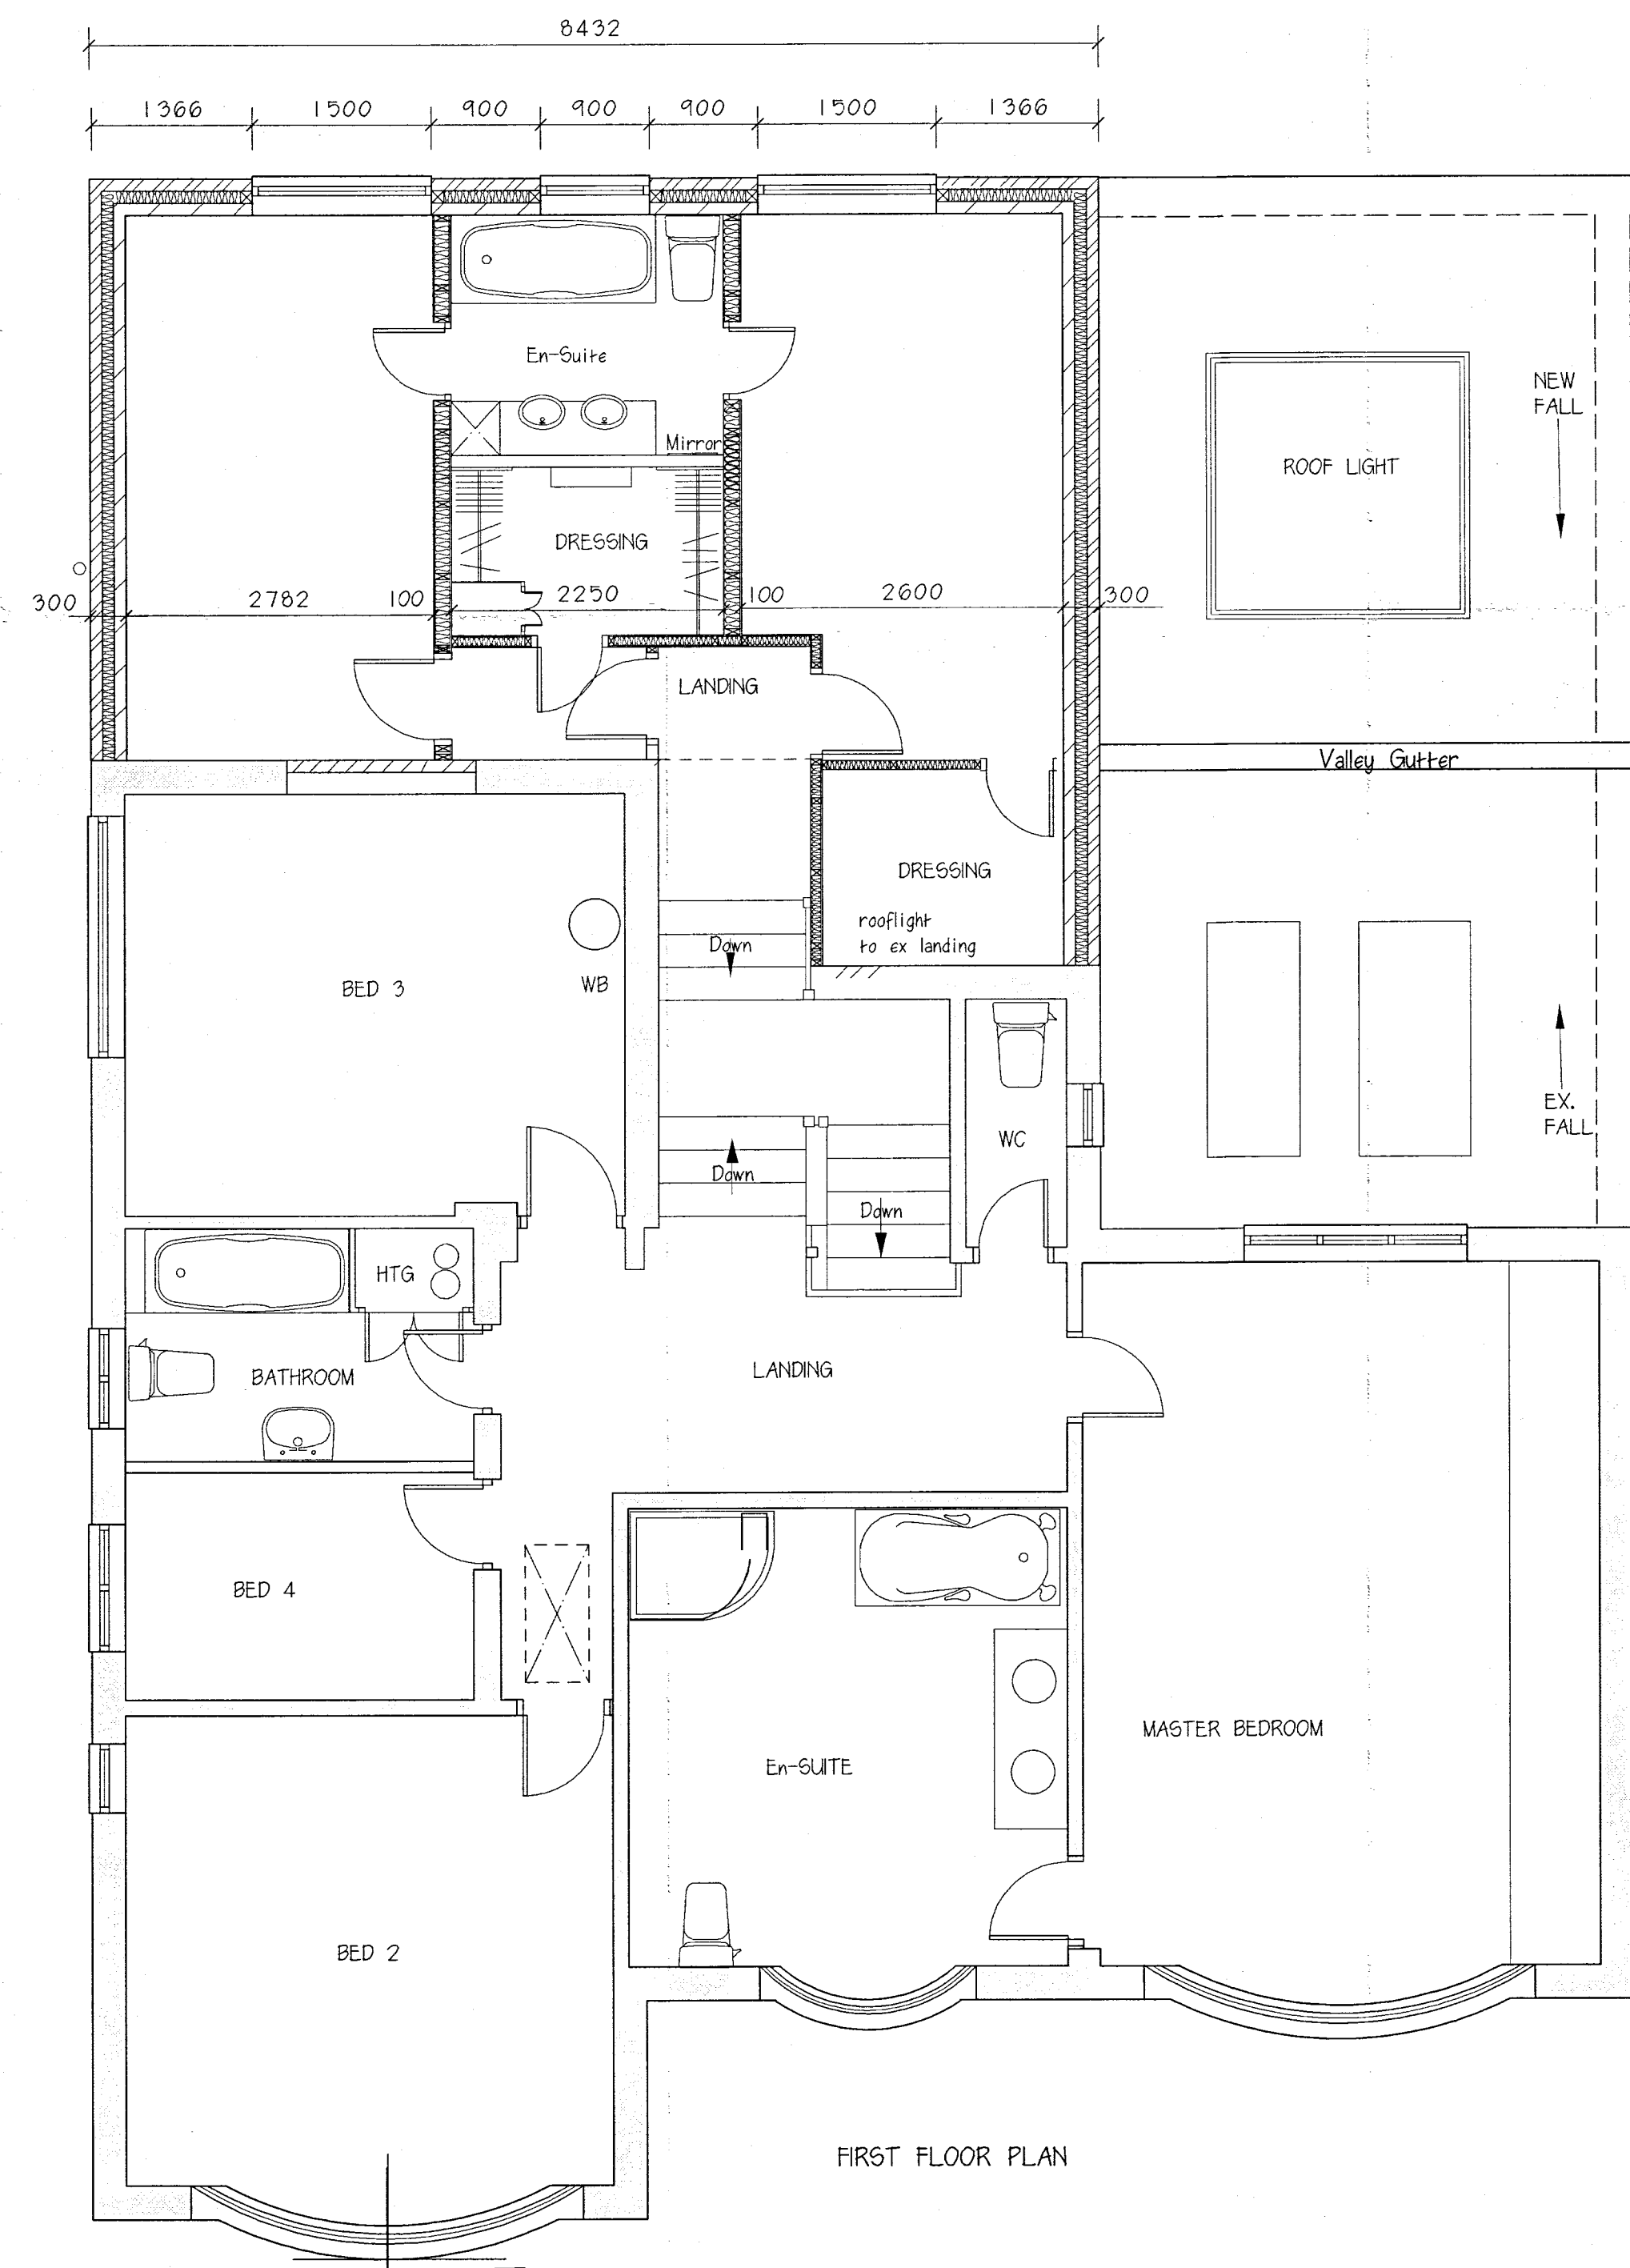 8432
1366 1500 900 900 900 1500 1366
En-Suite
NEW
FALL
Mirror
ROOF LIGHT
DRESSING
300 2782 100 2250 100 2600 300
LANDING
Valley Gutter
DRESSING
rooflight
to ex landing
Down
BED 3
WB
EX.
FALL
WC
Down
Down
HTG
BATHROOM
LANDING
BED 4
MASTER BEDROOM
En-SUITE
BED 2
FIRST FLOOR PLAN